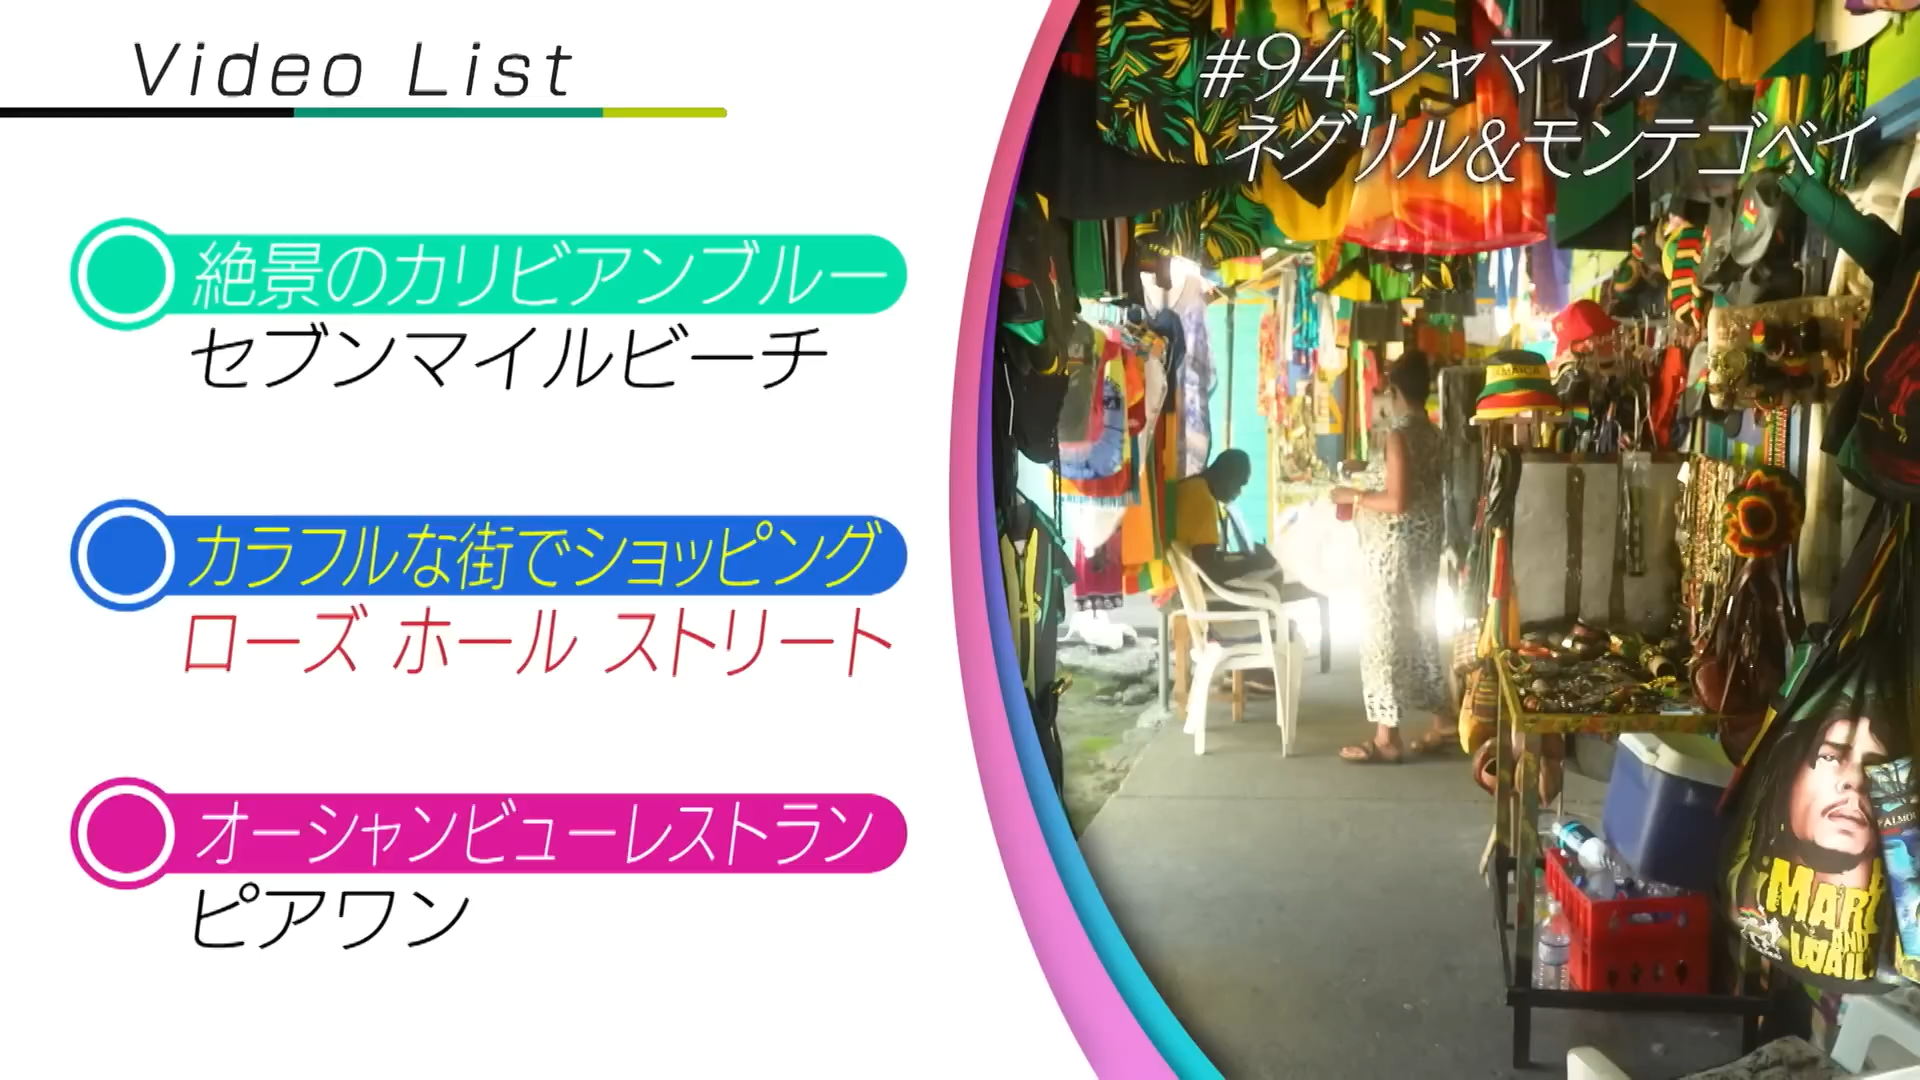 Video List
#94 ジャマイカ
ネグリル&モンテゴベイ
絶景のカリビアンブルー
セブンマイルビーチ
カラフルな街でショッピング
ローズ ホール ストリート
オーシャンビューレストラン
ピアワン
JAMAICA
MARL
AND
WAIL